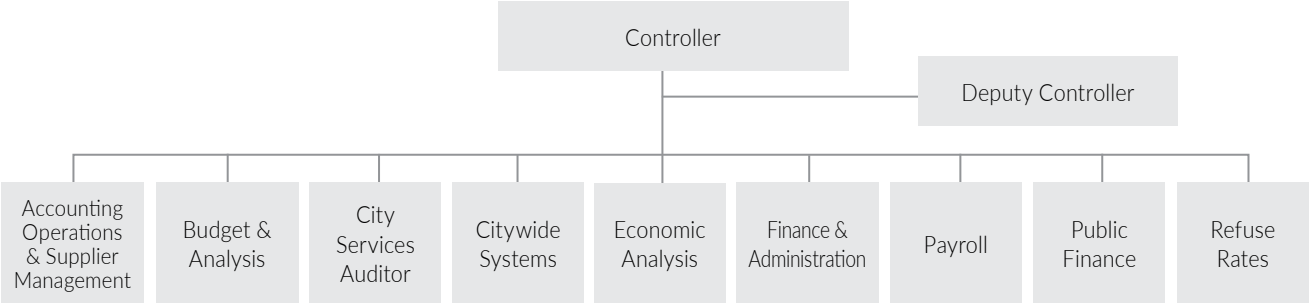 Controller
Deputy Controller
Accounting
Operations
& Supplier
Management
Budget &
Analysis
City
Services
Auditor
Citywide
Systems
Economic
Analysis
Finance &
Administration
Payroll
Public
Finance
Refuse
Rates